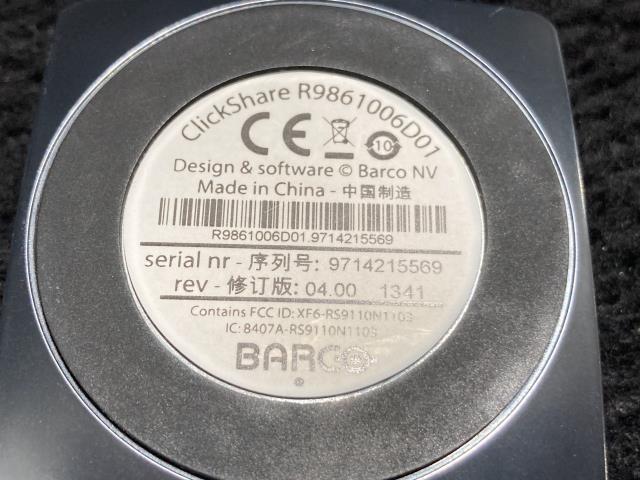 ClickShare R9861006D01
CE 10
Design & software © Barco NV
Made in China - 中国制造
R9861006D01.9714215569
serial nr - 序列号: 9714215569
rev - 修订版: 04.00 1341
Contains FCC ID: XF6-RS9110N1103
IC: 8407A-RS9110N1103
BARCO
®